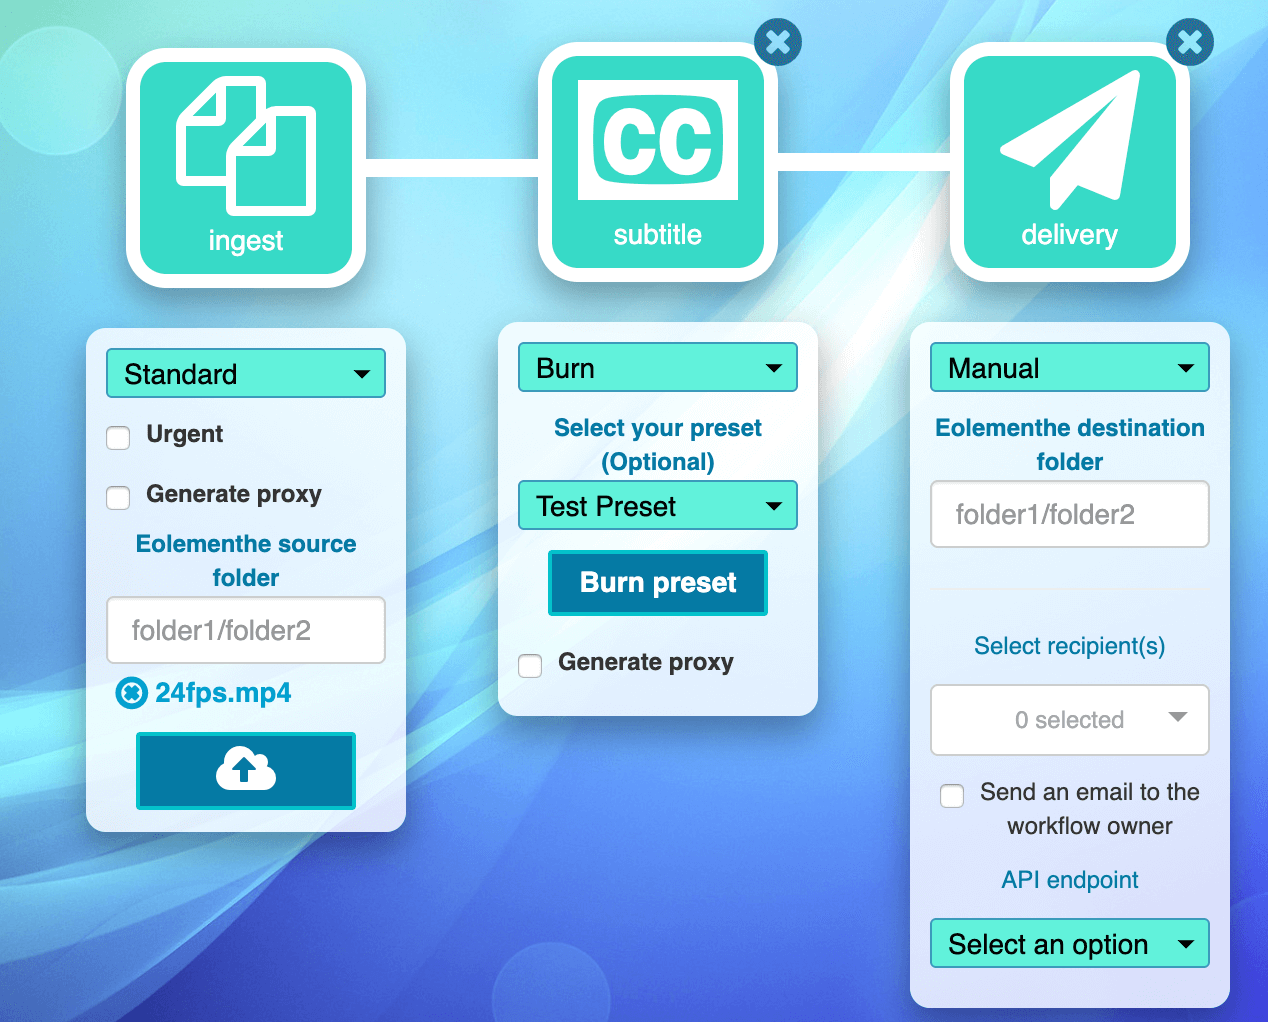 ingest
CC
subtitle
delivery
Standard
Urgent
Generate proxy
Eolementhe source
folder
folder1/folder2
24fps.mp4
Burn
Select your preset
(Optional)
Test Preset
Burn preset
Generate proxy
Manual
Eolementhe destination
folder
folder1/folder2
Select recipient(s)
0 selected
Send an email to the
workflow owner
API endpoint
Select an option